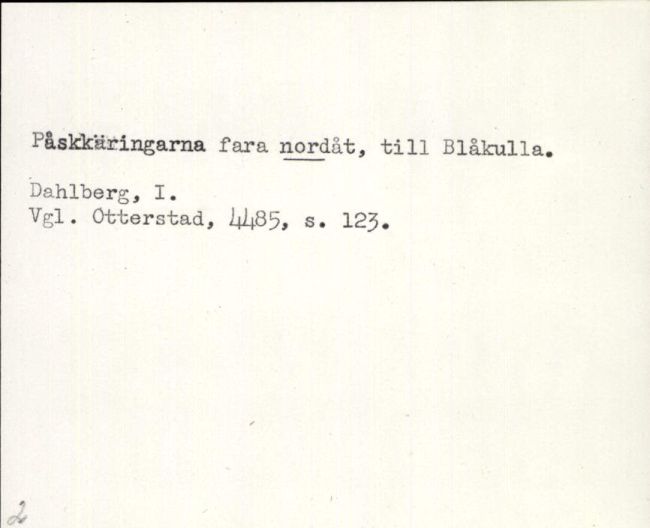 Påskkäringarna fara nordåt, till Blåkulla.
Dahlberg, I.
Vgl. Otterstad, 4485, s. 123.
2